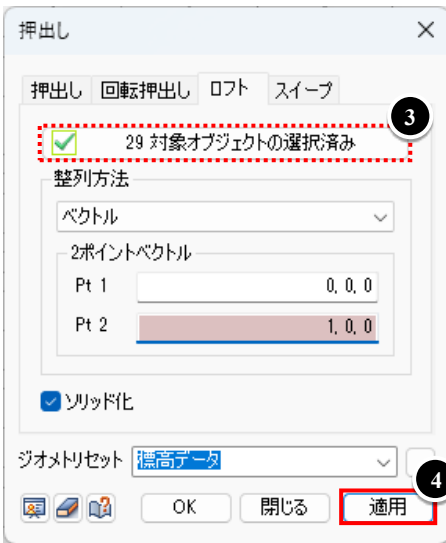 押出し
押出し 回転押出し ロフト スイープ
3
29 対象オブジェクトの選択済み
整列方法
ベクトル
2ポイントベクトル
Pt 1 0, 0, 0
Pt 2 1, 0, 0
ソリッド化
ジオメトリセット 標高データ
4
OK 閉じる 適用